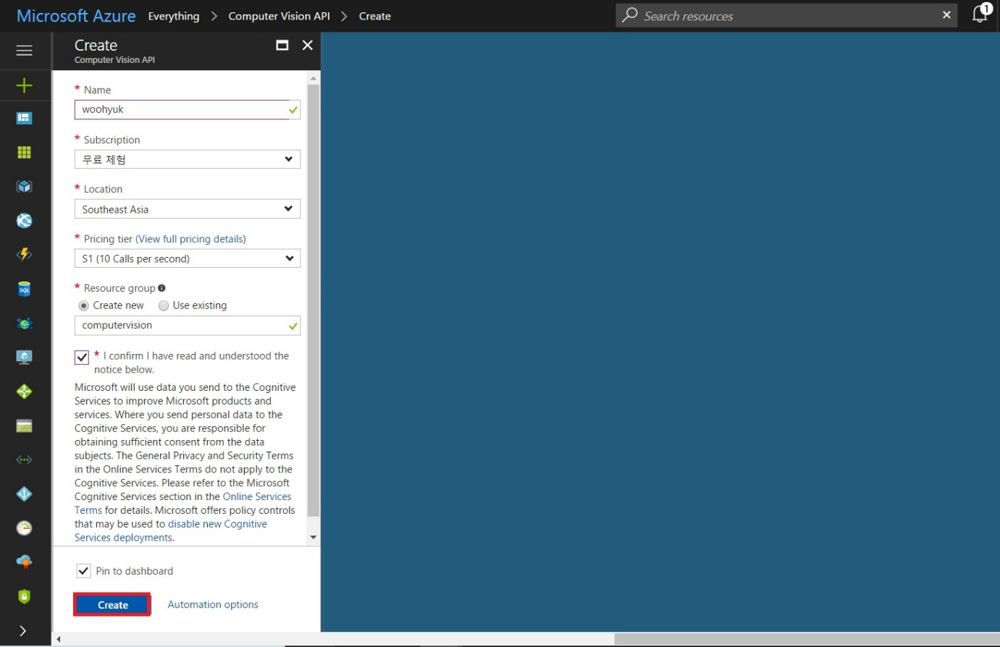 Microsoft Azure Everything > Computer Vision API > Create
Search resources
1
Create
Computer Vision API
* Name
woohyuk
* Subscription
무료 체험
* Location
Southeast Asia
* Pricing tier (View full pricing details)
S1 (10 Calls per second)
* Resource group
Create new Use existing
computervision
* I confirm I have read and understood the
notice below.
Microsoft will use data you send to the Cognitive
Services to improve Microsoft products and
services. Where you send personal data to the
Cognitive Services, you are responsible for
obtaining sufficient consent from the data
subjects. The General Privacy and Security Terms
in the Online Services Terms do not apply to the
Cognitive Services. Please refer to the Microsoft
Cognitive Services section in the Online Services
Terms for details. Microsoft offers policy controls
that may be used to disable new Cognitive
Services deployments.
Pin to dashboard
Create Automation options
SQL